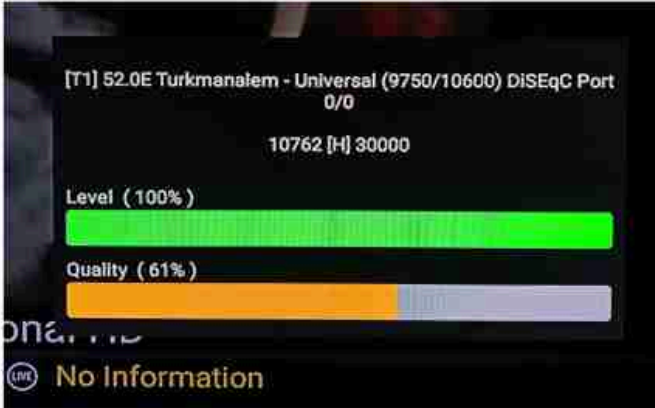 [T1] 52.0E Turkmanalem - Universal (9750/10600) DiSEqC Port
0/0
10762 [H] 30000
Level (100%)
Quality (61%)
LIVE No Information